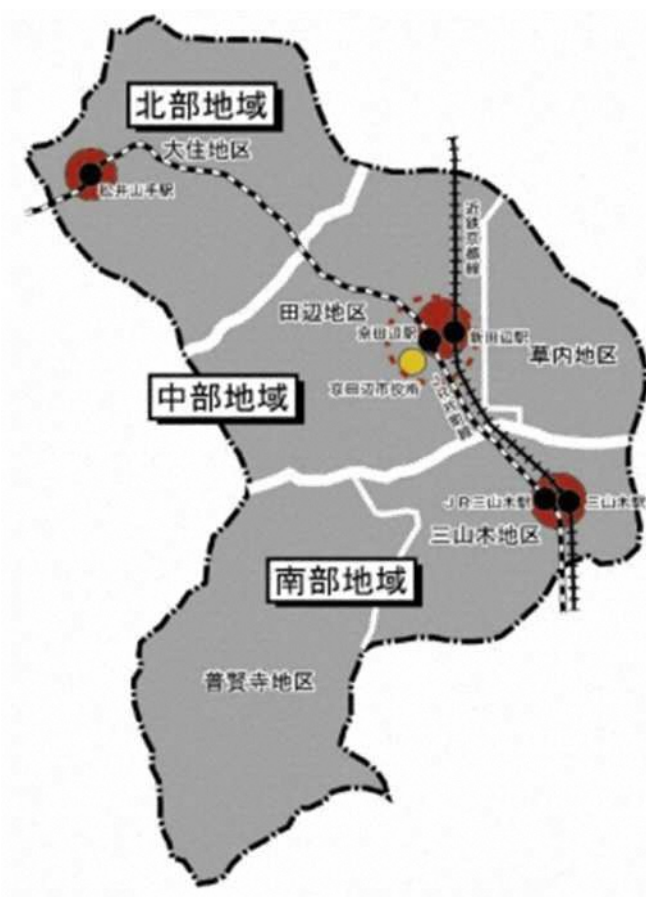 北部地域
大住地区
松井山手駅
近鉄京都線
田辺地区
京田辺駅
新田辺駅
草内地区
京田辺市役所
中部地域
JR三山木駅
三山木駅
三山木地区
南部地域
普賢寺地区